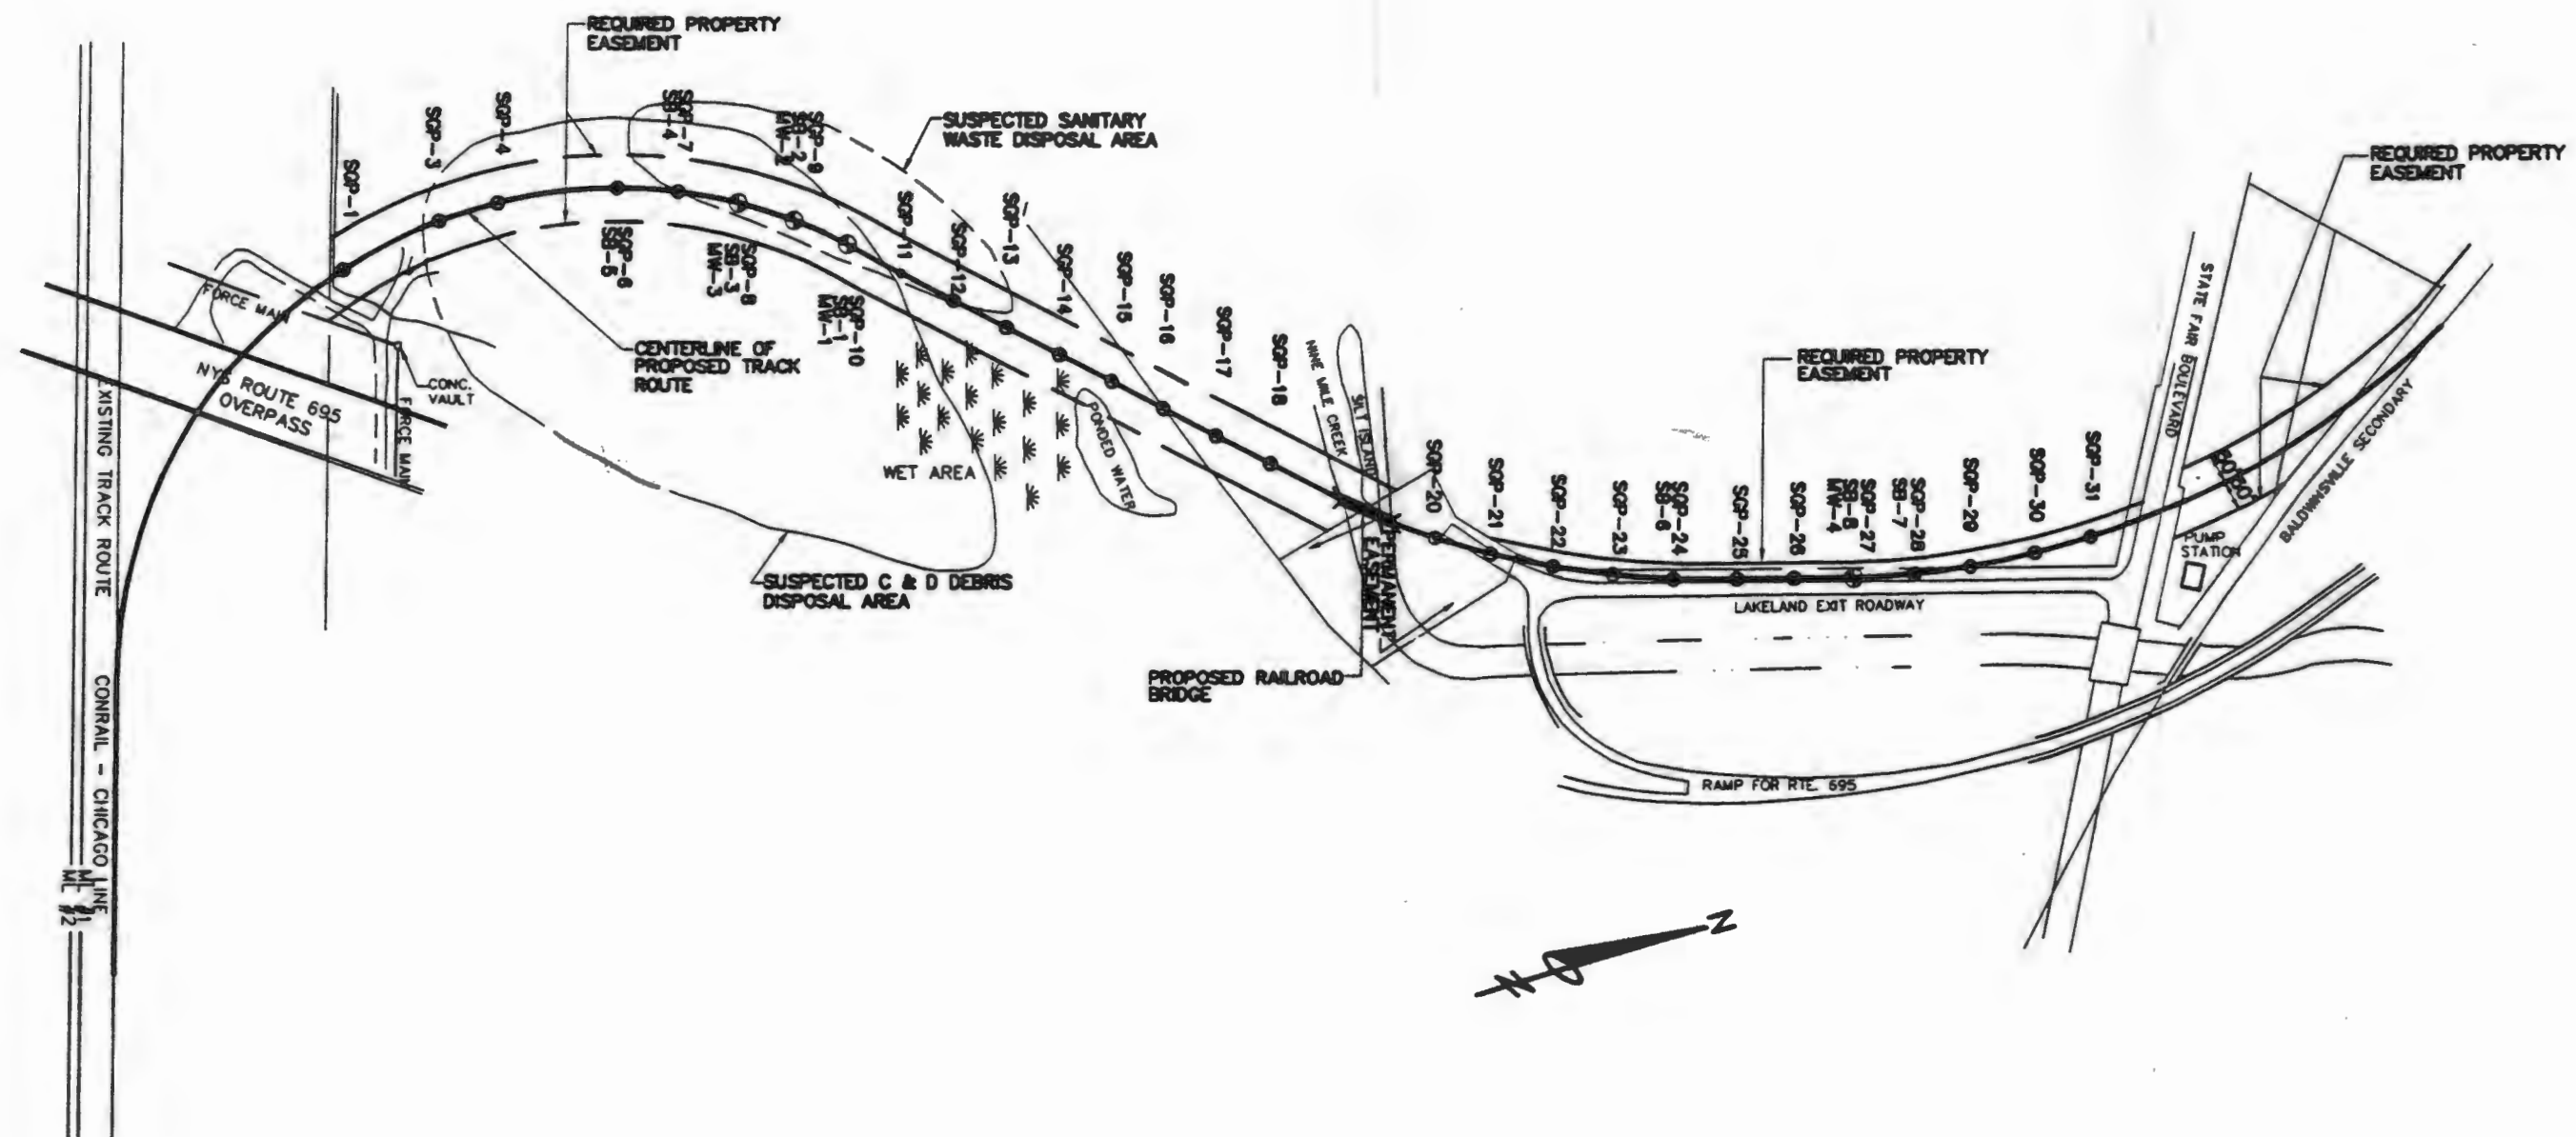 REQUIRED PROPERTY
EASEMENT
SUSPECTED SANITARY
WASTE DISPOSAL AREA
REQUIRED PROPERTY
EASEMENT
SGP-1
SGP-3
SGP-4
SGP-7
SB-4
SGP-9
SB-2
MW-2
SGP-6
SB-5
SGP-8
SB-3
MW-3
SGP-10
SB-1
MW-1
SGP-11
SGP-12
SGP-13
SGP-14
SGP-15
SGP-16
SGP-17
SGP-18
FORCE MAIN
CENTERLINE OF
PROPOSED TRACK
ROUTE
CONC.
VAULT
FORCE MAIN
NYS ROUTE 695
OVERPASS
WET AREA
PONDED WATER
NINE MILE CREEK
SILT ISLAND
REQUIRED PROPERTY
EASEMENT
STATE FAIR BOULEVARD
BALDWINSVILLE SECONDARY
SGP-20
SGP-21
SGP-22
SGP-23
SGP-24
SB-6
SGP-25
SGP-26
SGP-27
SB-8
MW-4
SGP-28
SB-7
SGP-29
SGP-30
SGP-31
PUMP
STATION
SUSPECTED C & D DEBRIS
DISPOSAL AREA
PERMANENT
EASEMENT
LAKELAND EXIT ROADWAY
PROPOSED RAILROAD
BRIDGE
RAMP FOR RTE. 695
EXISTING TRACK ROUTE
CONRAIL - CHICAGO LINE
ML #1
ML #2
N